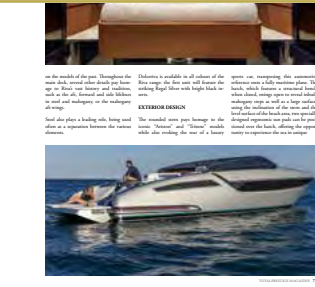 on the models of the past. Throughout the
main deck, several other details pay hom-
age to Riva's vast history and tradition,
such as the aft, forward and side lifelines
in steel and mahogany, or the mahogany
aft wings.
Steel also plays a leading role, being used
often as a separation between the various
elements.
Dolceriva is available in all colours of the
Riva range: the first unit will feature the
striking Regal Silver with bright black in-
serts.
EXTERIOR DESIGN
The rounded stern pays homage to the
iconic "Ariston" and "Tritone" models
while also evoking the rear of a luxury
sports car, transposing this automotive
reference onto a fully maritime plane. The
hatch, which features a structural bend
when closed, swings open to reveal
mahogany steps as well as a large surface
using the inclination of the stern and the
level surface of the beach area, two specially
designed ergonomic sun pads can be posi-
tioned over the hatch, offering the oppor-
tunity to experience the sea in unique